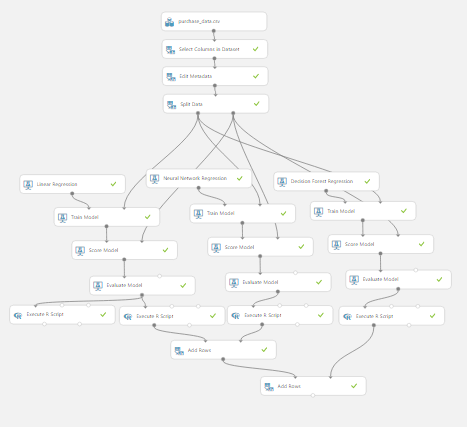 purchase_data.csv
Select Columns in Dataset
Edit Metadata
Split Data
Linear Regression
Neural Network Regression
Decision Forest Regression
Train Model
Train Model
Train Model
Score Model
Score Model
Score Model
Evaluate Model
Evaluate Model
Evaluate Model
Execute R Script
Execute R Script
Execute R Script
Execute R Script
Add Rows
Add Rows